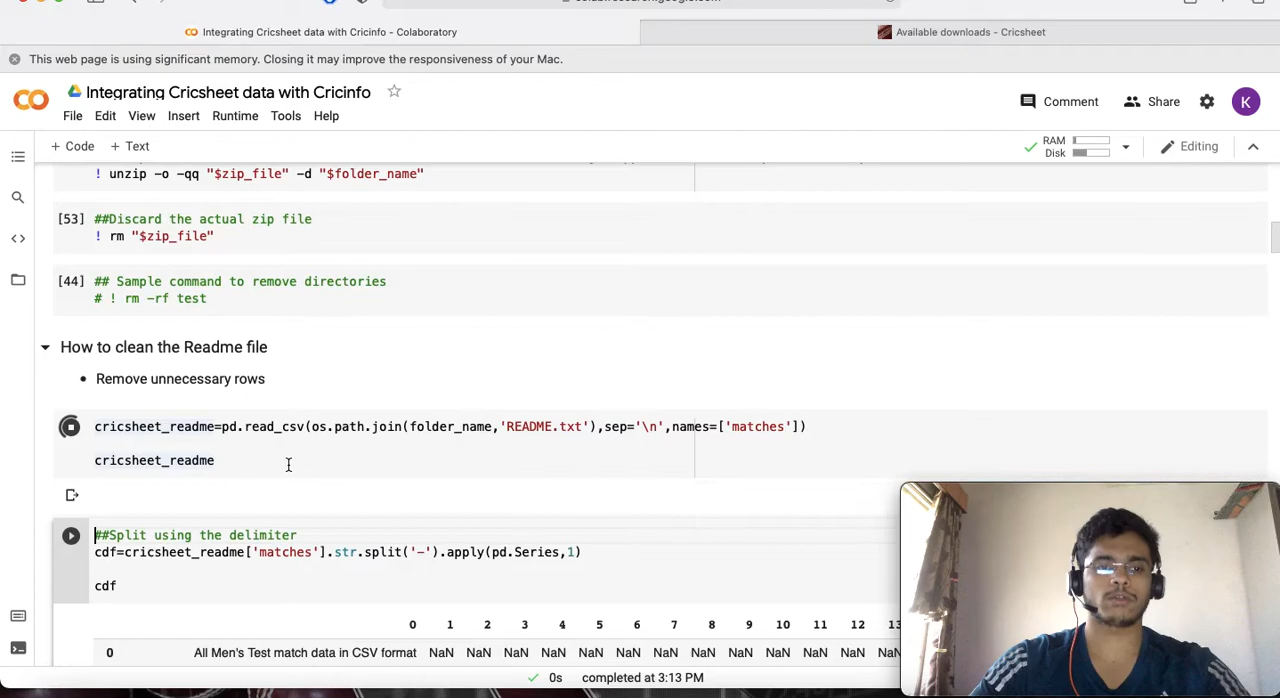 colab.research.google.com
Integrating Cricsheet data with Cricinfo - Colaboratory
Available downloads - Cricsheet
This web page is using significant memory. Closing it may improve the responsiveness of your Mac.
Integrating Cricsheet data with Cricinfo
Comment
Share
K
File Edit View Insert Runtime Tools Help
+ Code + Text
RAM
Disk
Editing
! unzip -o -qq "$zip_file" -d "$folder_name"
[53] ##Discard the actual zip file
! rm "$zip_file"
[44] ## Sample command to remove directories
# ! rm -rf test
How to clean the Readme file
• Remove unnecessary rows
cricsheet_readme=pd.read_csv(os.path.join(folder_name,'README.txt'),sep='\n',names=['matches'])
cricsheet_readme
##Split using the delimiter
cdf=cricsheet_readme['matches'].str.split('-').apply(pd.Series,1)
cdf
0 1 2 3 4 5 6 7 8 9 10 11 12 13
0 All Men's Test match data in CSV format NaN NaN NaN NaN NaN NaN NaN NaN NaN NaN NaN NaN
0s completed at 3:13 PM